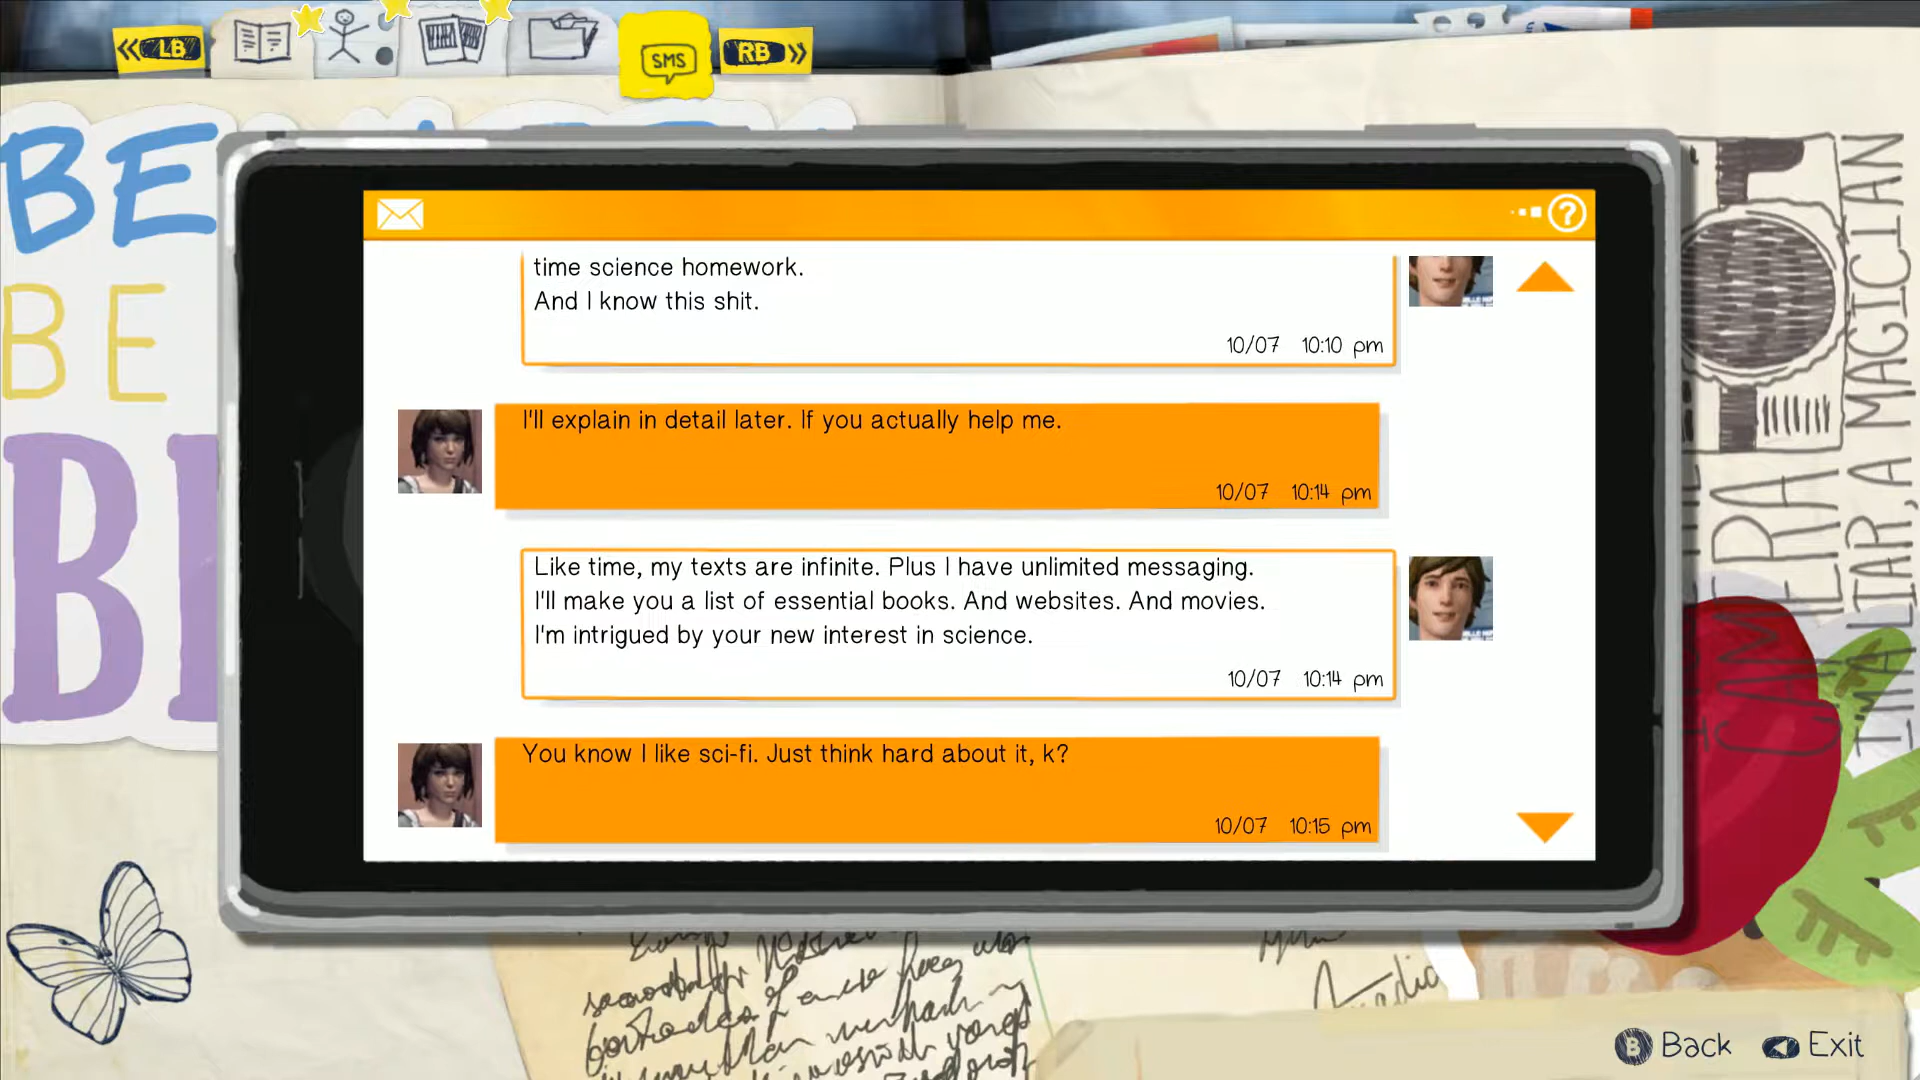 LB
SMS
RB
BE
BE
time science homework.
And I know this shit.
10/07 10:10 pm
I'll explain in detail later. If you actually help me.
10/07 10:14 pm
Like time, my texts are infinite. Plus I have unlimited messaging.
I'll make you a list of essential books. And websites. And movies.
I'm intrigued by your new interest in science.
10/07 10:14 pm
You know I like sci-fi. Just think hard about it, k?
10/07 10:15 pm
?
CAMERA
I'M A LIAR, A MAGICIAN
B Back
Exit